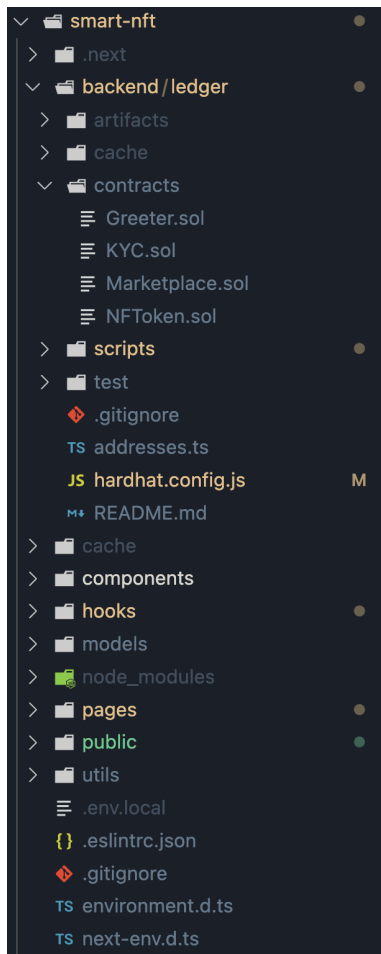 smart-nft
.next
backend/ledger
artifacts
cache
contracts
Greeter.sol
KYC.sol
Marketplace.sol
NFToken.sol
scripts
test
.gitignore
TS addresses.ts
JS hardhat.config.js M
M README.md
cache
components
hooks
models
node_modules
pages
public
utils
.env.local
{} .eslintrc.json
.gitignore
TS environment.d.ts
TS next-env.d.ts